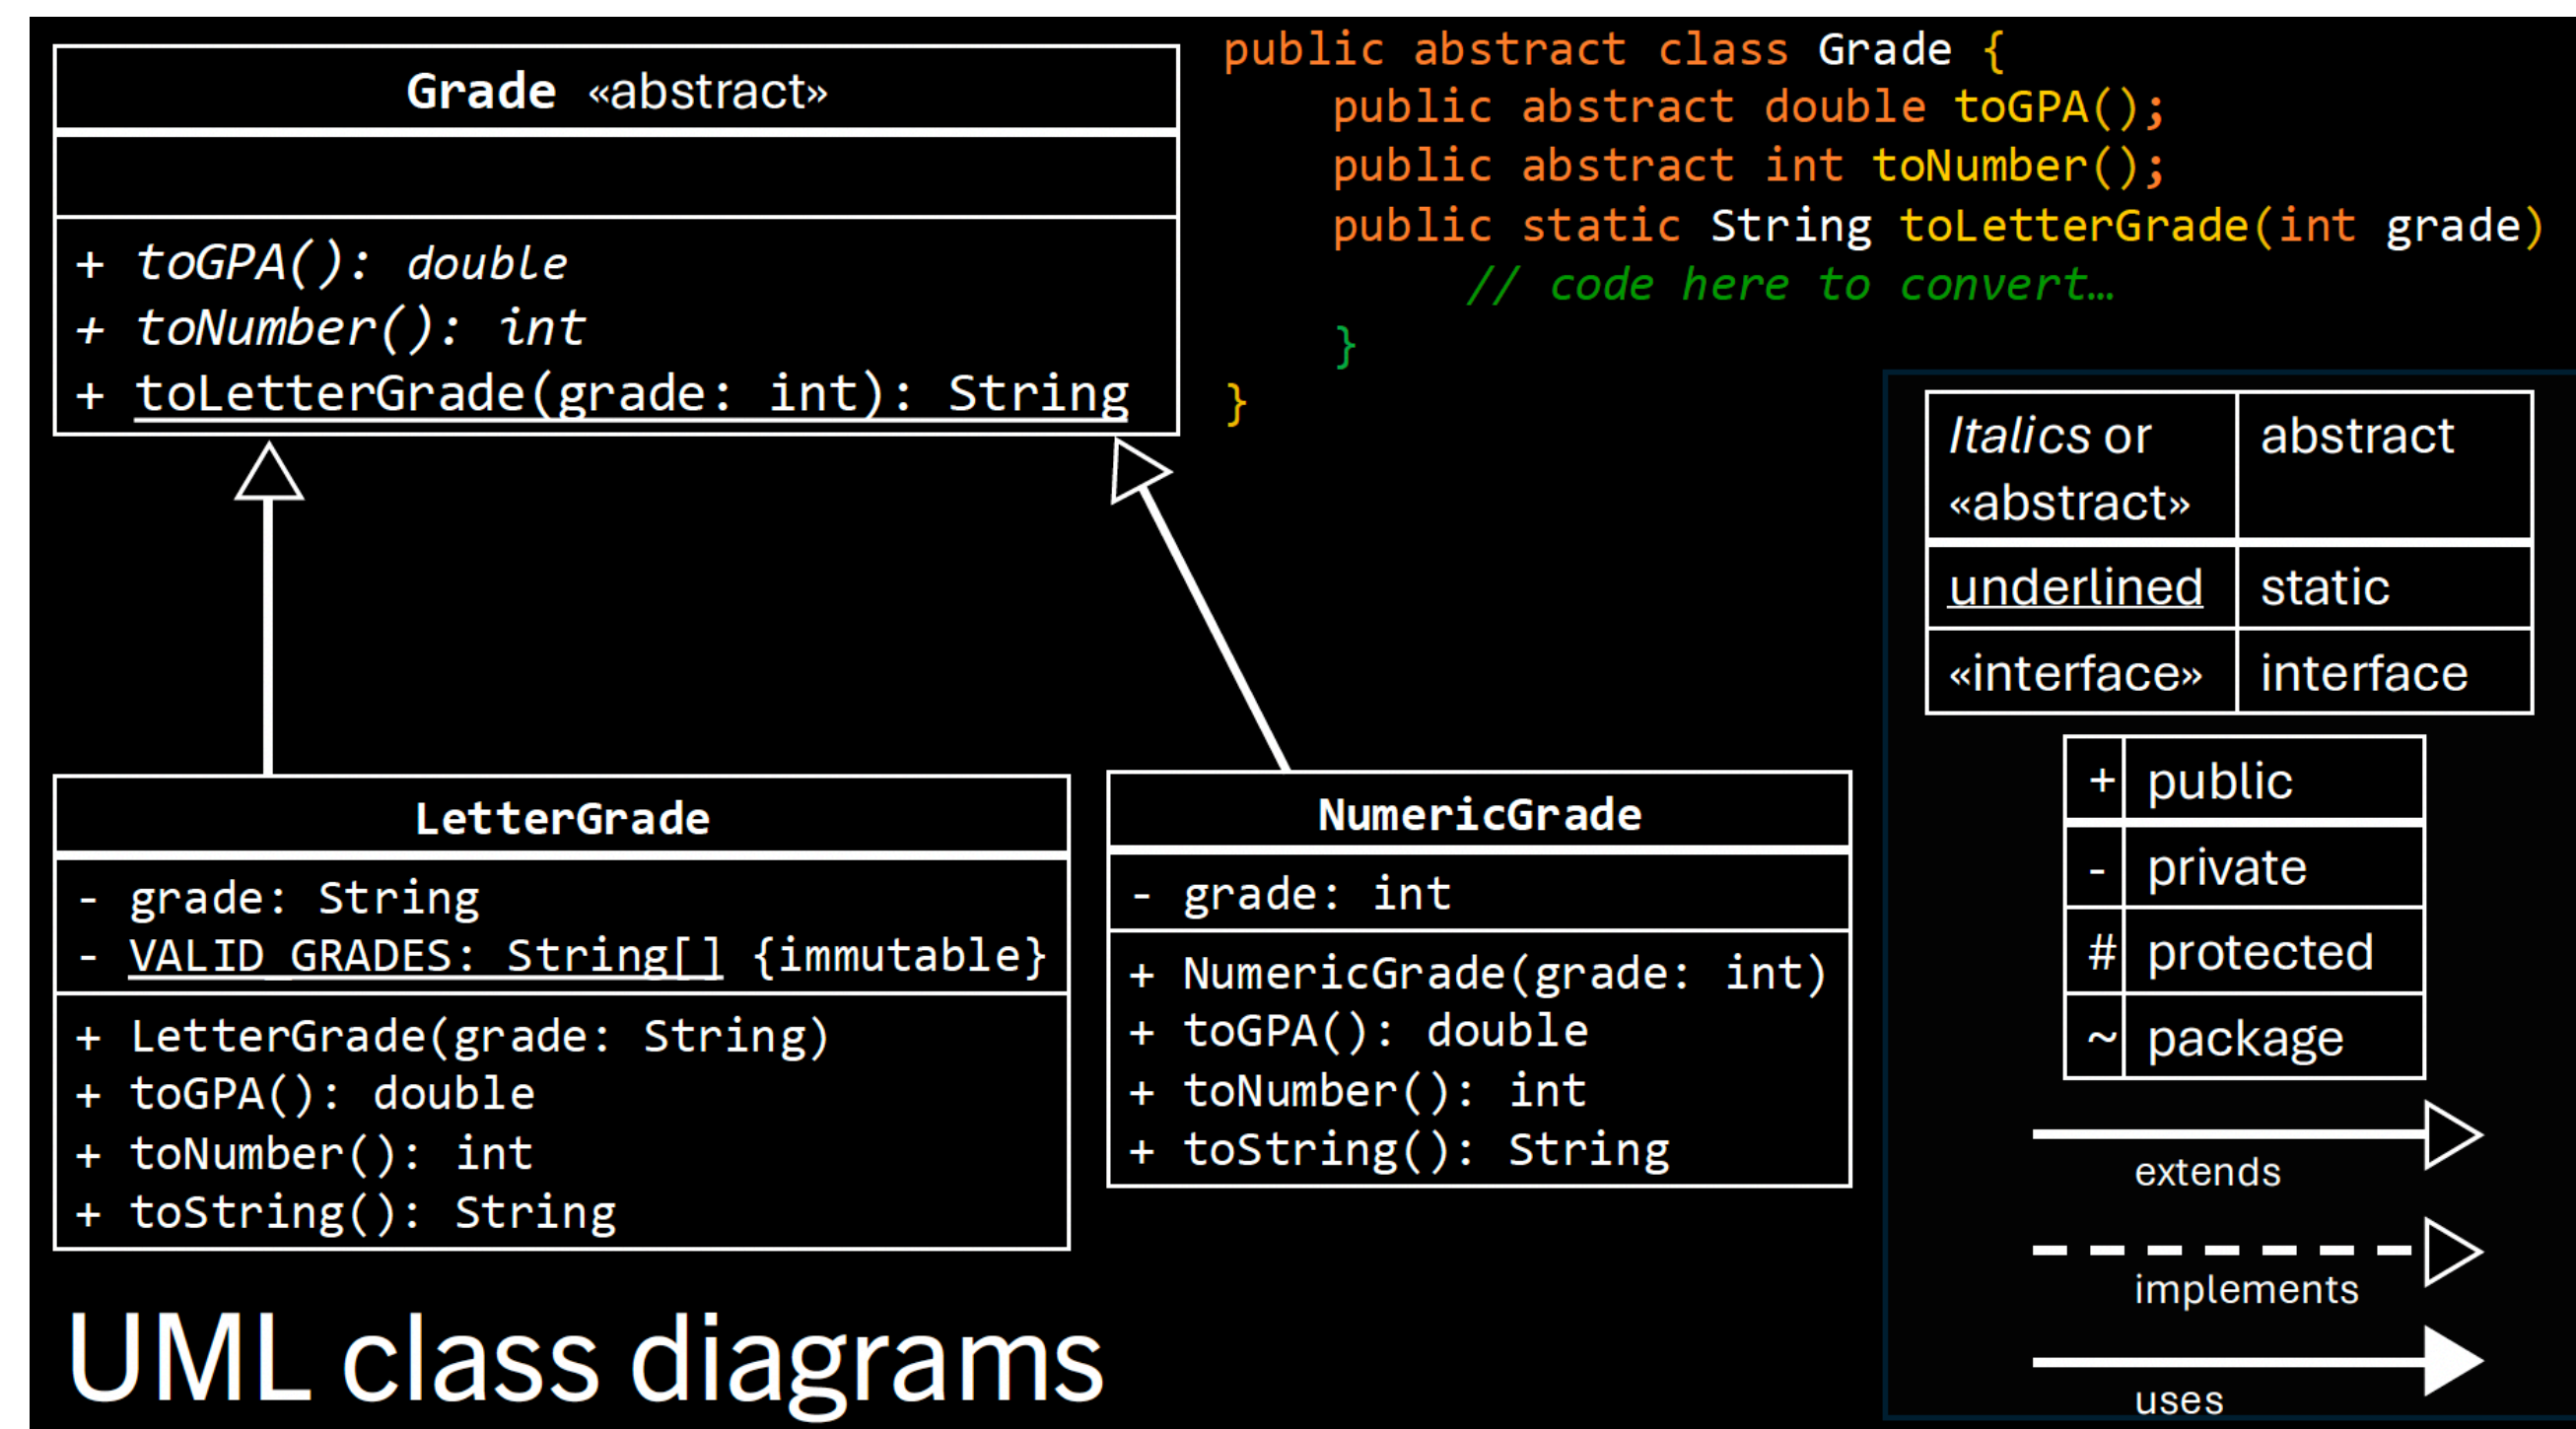 Grade «abstract»
+ toGPA(): double
+ toNumber(): int
+ toLetterGrade(grade: int): String
public abstract class Grade {
public abstract double toGPA();
public abstract int toNumber();
public static String toLetterGrade(int grade)
// code here to convert…
}
}
LetterGrade
- grade: String
- VALID_GRADES: String[] {immutable}
+ LetterGrade(grade: String)
+ toGPA(): double
+ toNumber(): int
+ toString(): String
NumericGrade
- grade: int
+ NumericGrade(grade: int)
+ toGPA(): double
+ toNumber(): int
+ toString(): String
Italics or abstract
«abstract»
underlined static
«interface» interface
+ public
- private
# protected
~ package
extends
implements
uses
UML class diagrams